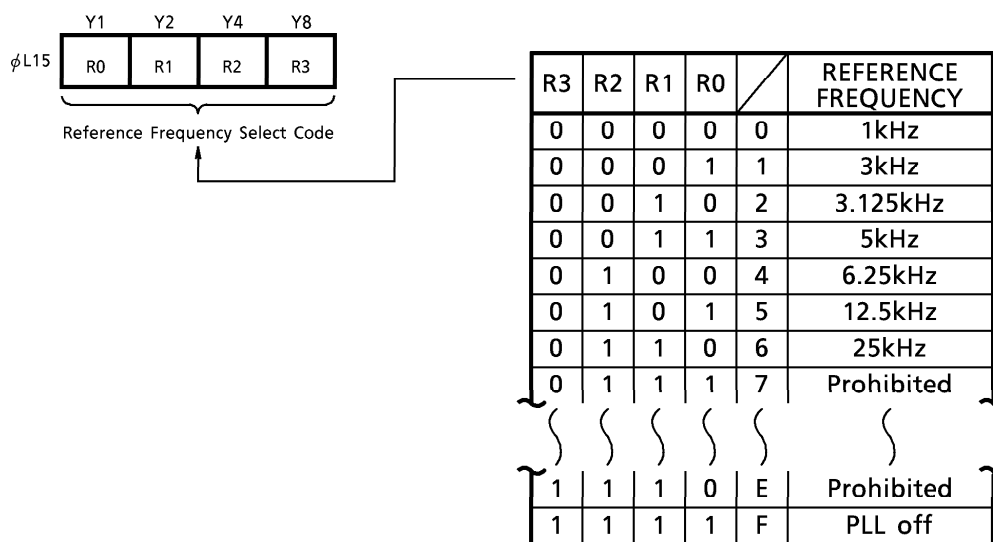 Y1 Y2 Y4 Y8
ϕL15 R0 R1 R2 R3
Reference Frequency Select Code
R3 R2 R1 R0 REFERENCE FREQUENCY
0 0 0 0 0 1kHz
0 0 0 1 1 3kHz
0 0 1 0 2 3.125kHz
0 0 1 1 3 5kHz
0 1 0 0 4 6.25kHz
0 1 0 1 5 12.5kHz
0 1 1 0 6 25kHz
0 1 1 1 7 Prohibited
1 1 1 0 E Prohibited
1 1 1 1 F PLL off